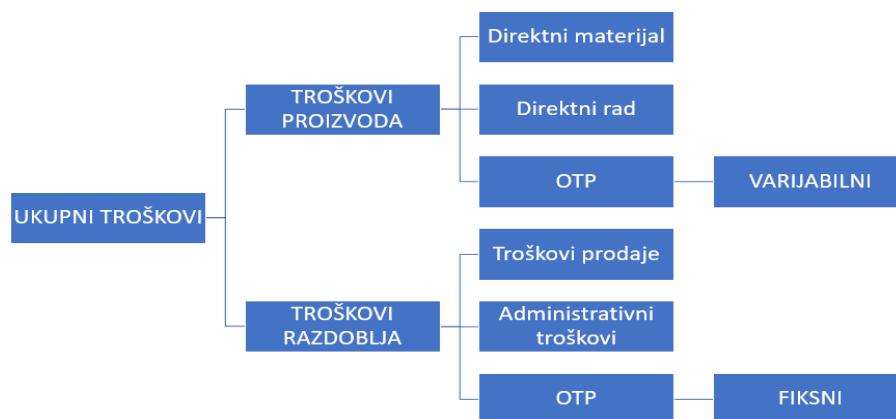 UKUPNI TROŠKOVI
TROŠKOVI
PROIZVODA
Direktni materijal
Direktni rad
OTP
VARIJABILNI
TROŠKOVI
RAZDOBLJA
Troškovi prodaje
Administrativni
troškovi
OTP
FIKSNI